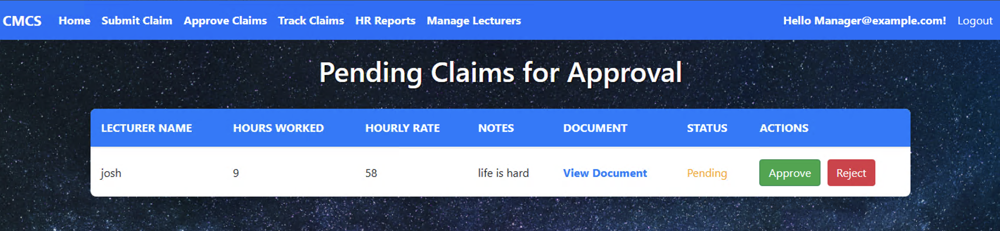 CMCS Home Submit Claim Approve Claims Track Claims HR Reports Manage Lecturers Hello Manager@example.com! Logout
Pending Claims for Approval
LECTURER NAME HOURS WORKED HOURLY RATE NOTES DOCUMENT STATUS ACTIONS
josh 9 58 life is hard View Document Pending Approve Reject